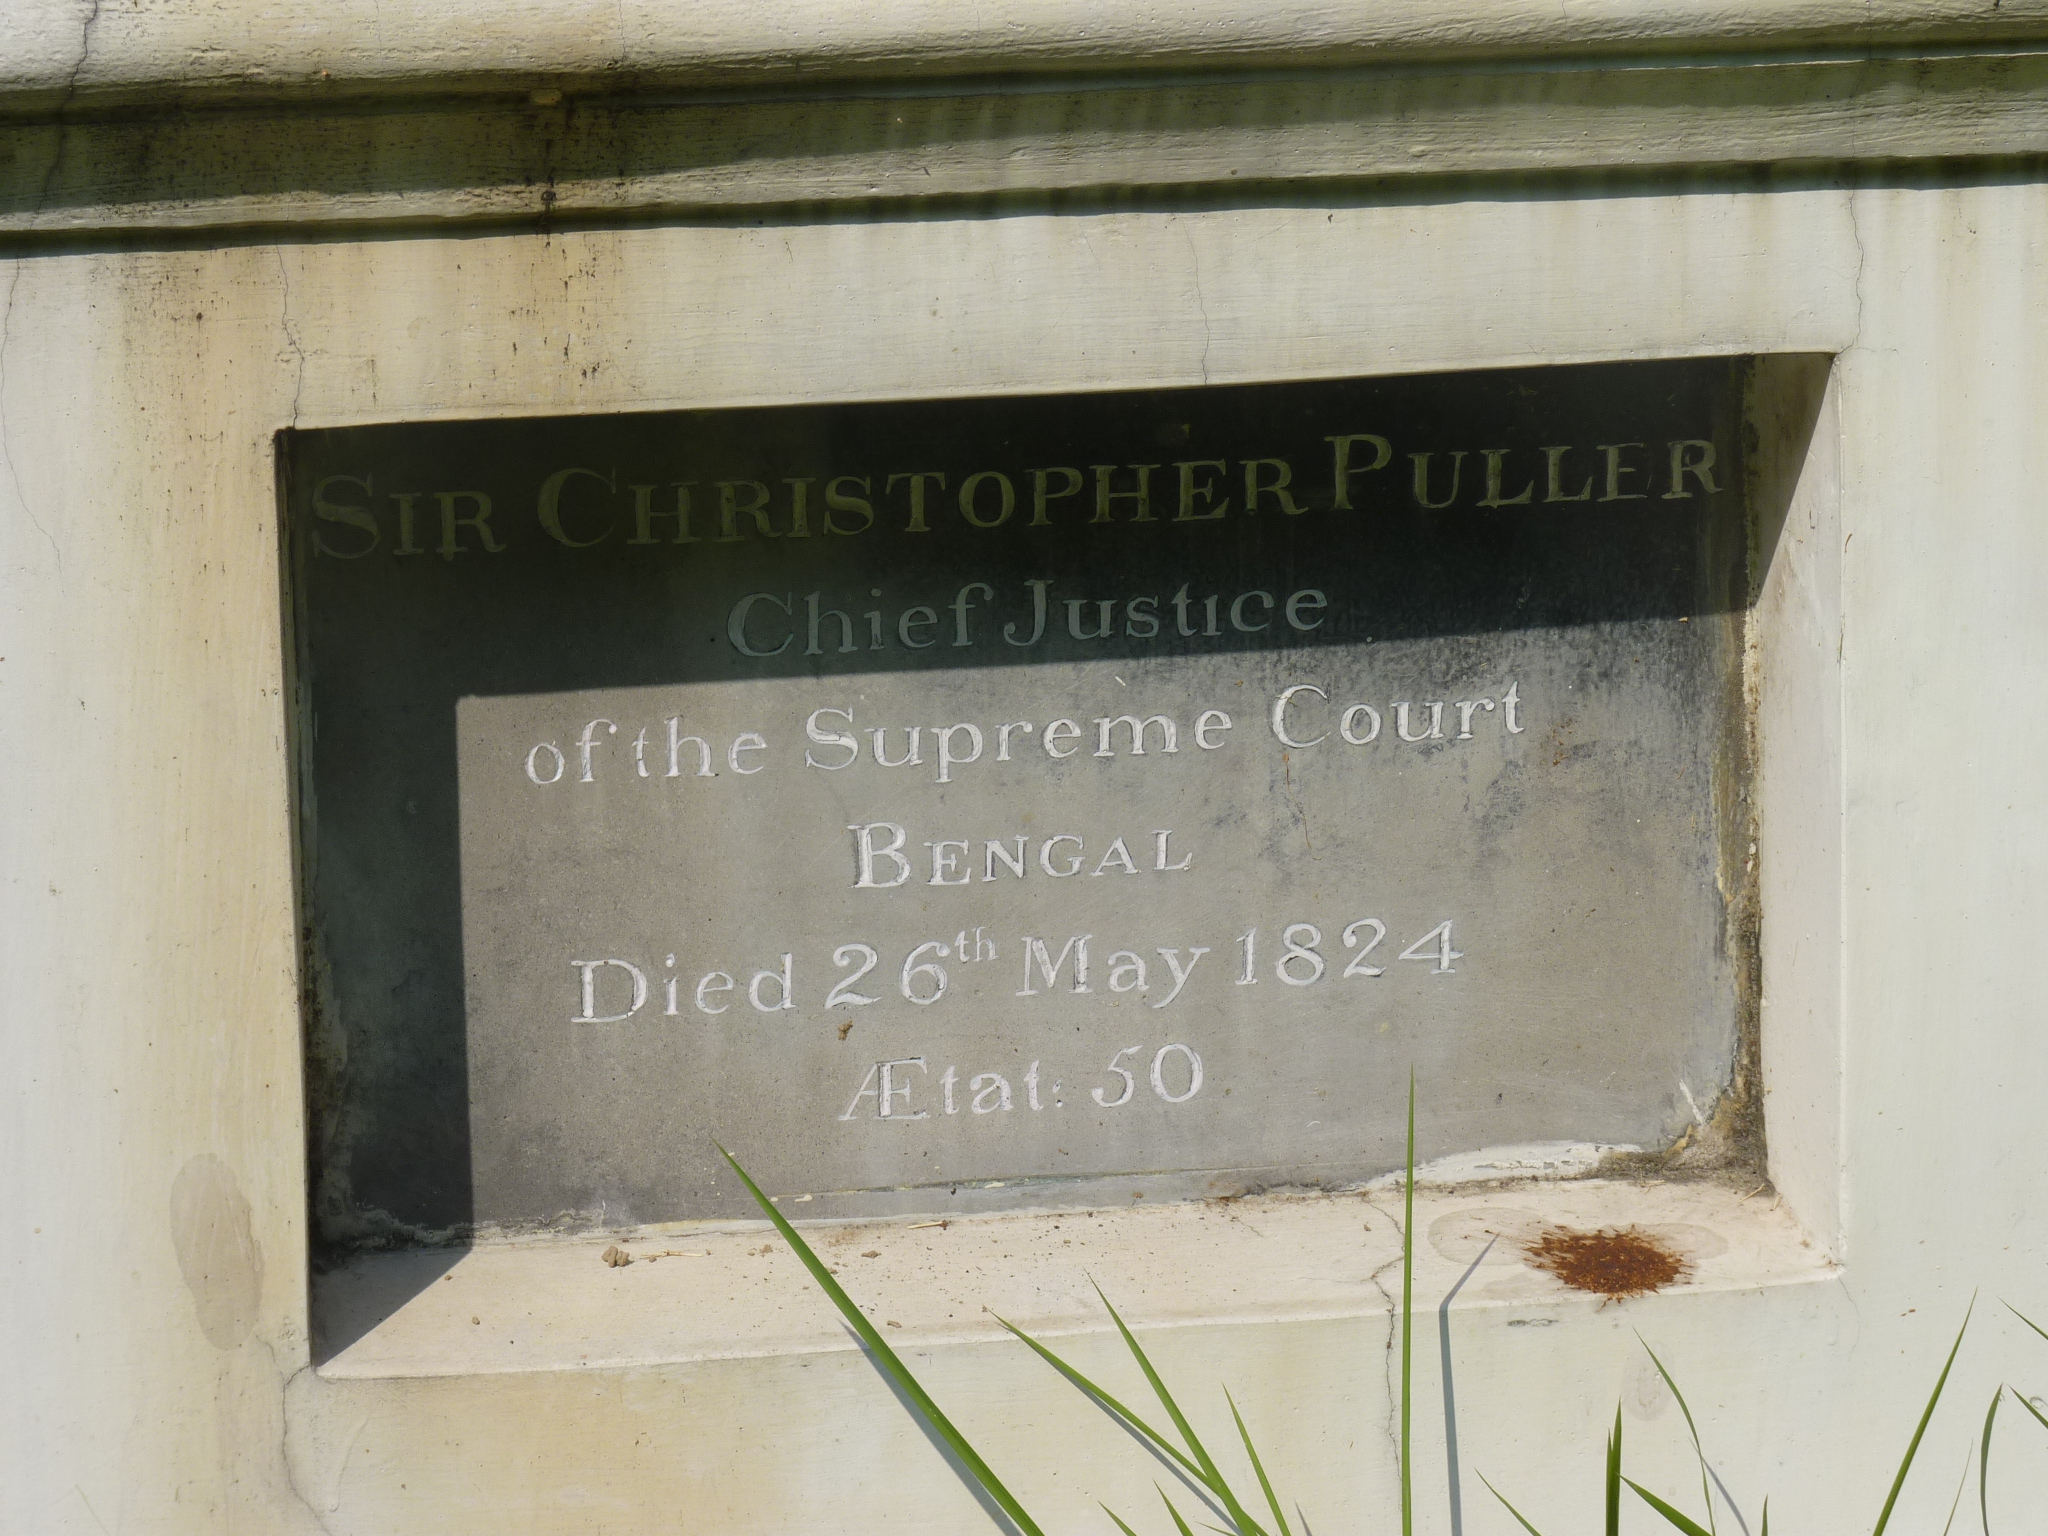 SIR CHRISTOPHER PULLER
Chief Justice
of the Supreme Court
BENGAL
Died 26th May 1824
Ætat: 50